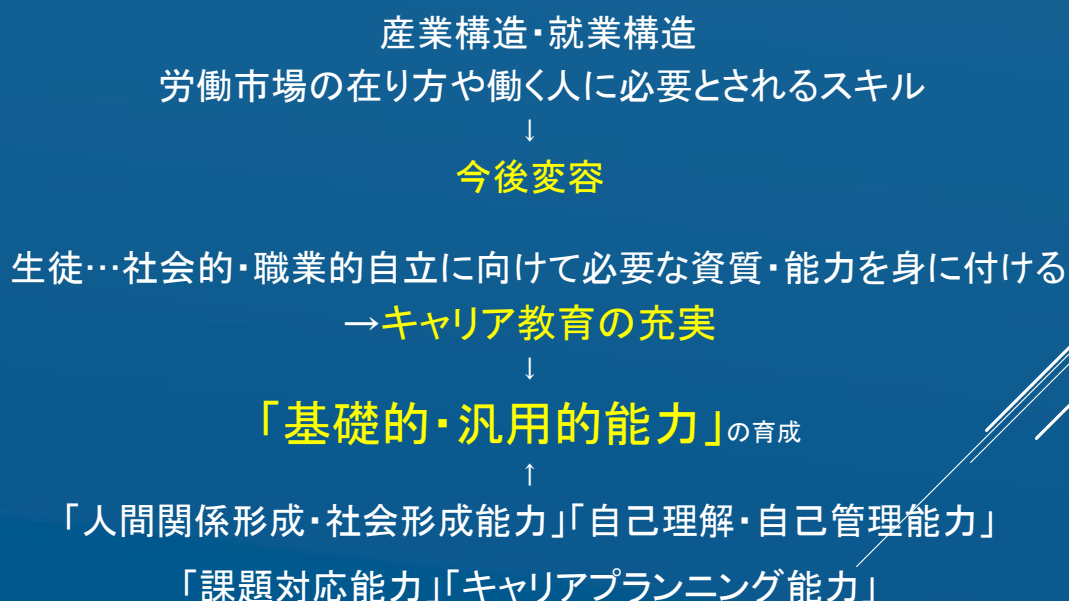 産業構造・就業構造
労働市場の在り方や働く人に必要とされるスキル
↓
今後変容
生徒…社会的・職業的自立に向けて必要な資質・能力を身に付ける
→キャリア教育の充実
↓
「基礎的・汎用的能力」の育成
↑
「人間関係形成・社会形成能力」「自己理解・自己管理能力」
「課題対応能力」「キャリアプランニング能力」